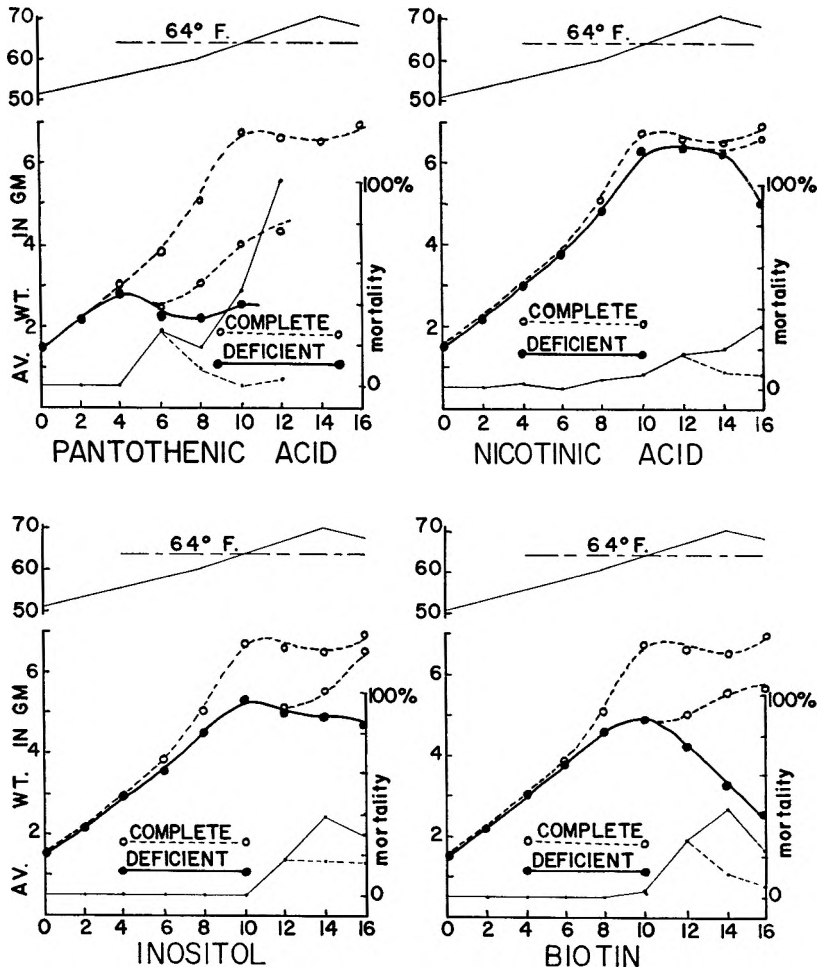 70
64° F.
60
50
6
4
2
AV. WT. IN GM
100%
mortality
0
COMPLETE
DEFICIENT
0 2 4 6 8 10 12 14 16
PANTOTHENIC ACID
70
64° F.
60
50
6
4
2
100%
mortality
0
COMPLETE
DEFICIENT
0 2 4 6 8 10 12 14 16
NICOTINIC ACID
70
64° F.
60
50
6
4
2
AV. WT. IN GM
100%
mortality
0
COMPLETE
DEFICIENT
0 2 4 6 8 10 12 14 16
INOSITOL
70
64° F.
60
50
6
4
2
100%
mortality
0
COMPLETE
DEFICIENT
0 2 4 6 8 10 12 14 16
BIOTIN